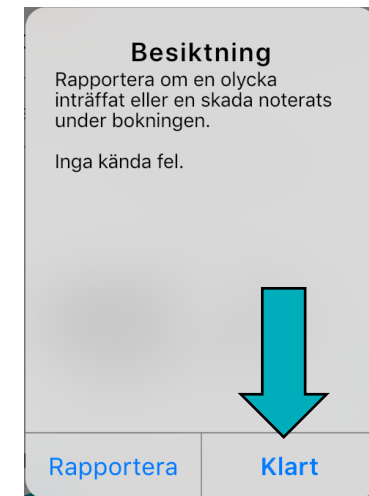 Besiktning
Rapportera om en olycka
inträffat eller en skada noterats
under bokningen.
Inga kända fel.
Rapportera
Klart